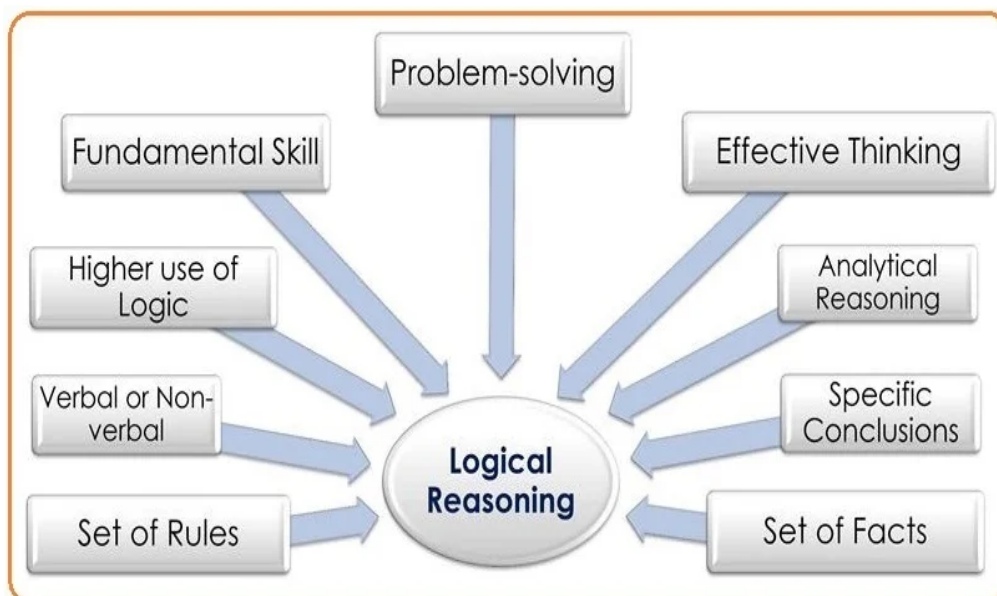 Problem-solving
Fundamental Skill
Effective Thinking
Higher use of
Logic
Analytical
Reasoning
Verbal or Non-
verbal
Specific
Conclusions
Logical
Reasoning
Set of Rules
Set of Facts